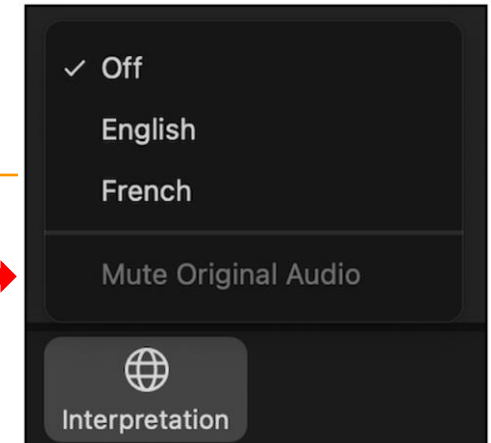 Off
English
French
Mute Original Audio
Interpretation